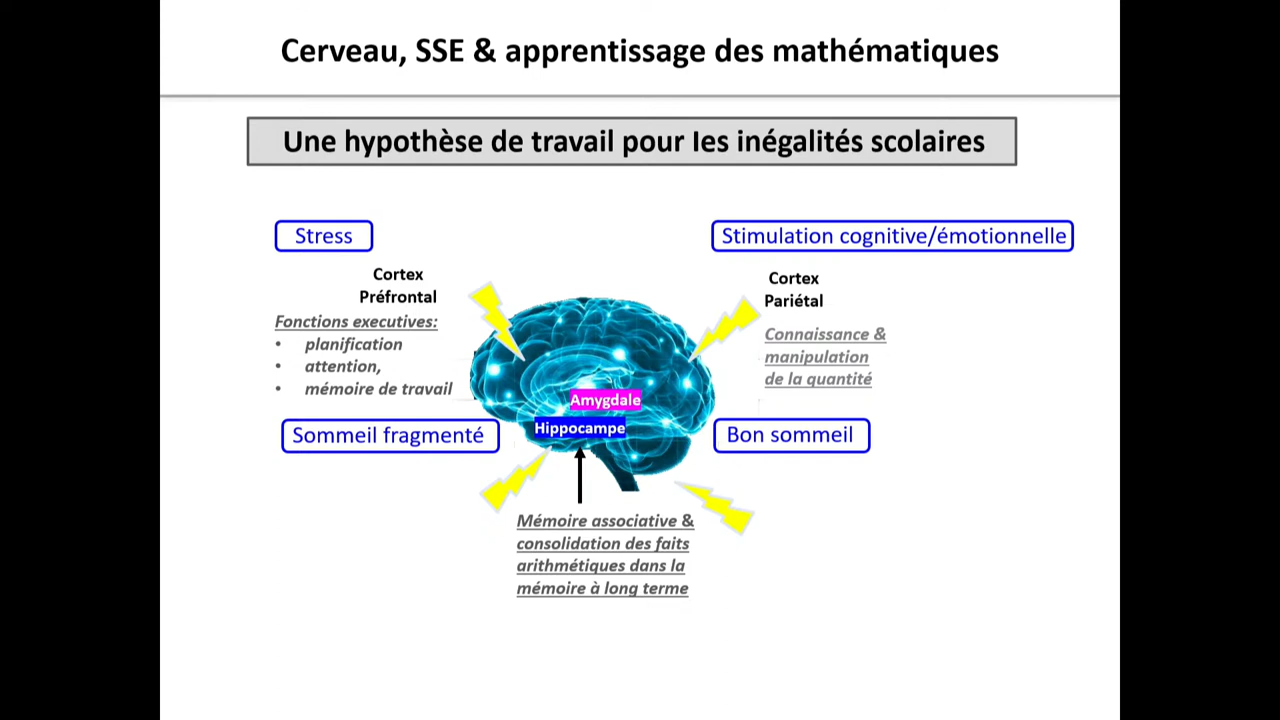 Cerveau, SSE & apprentissage des mathématiques
Une hypothèse de travail pour les inégalités scolaires
Stress
Stimulation cognitive/émotionnelle
Cortex
Préfrontal
Cortex
Pariétal
Fonctions executives:
• planification
• attention,
• mémoire de travail
Connaissance &
manipulation
de la quantité
Amygdale
Hippocampe
Sommeil fragmenté
Bon sommeil
Mémoire associative &
consolidation des faits
arithmétiques dans la
mémoire à long terme